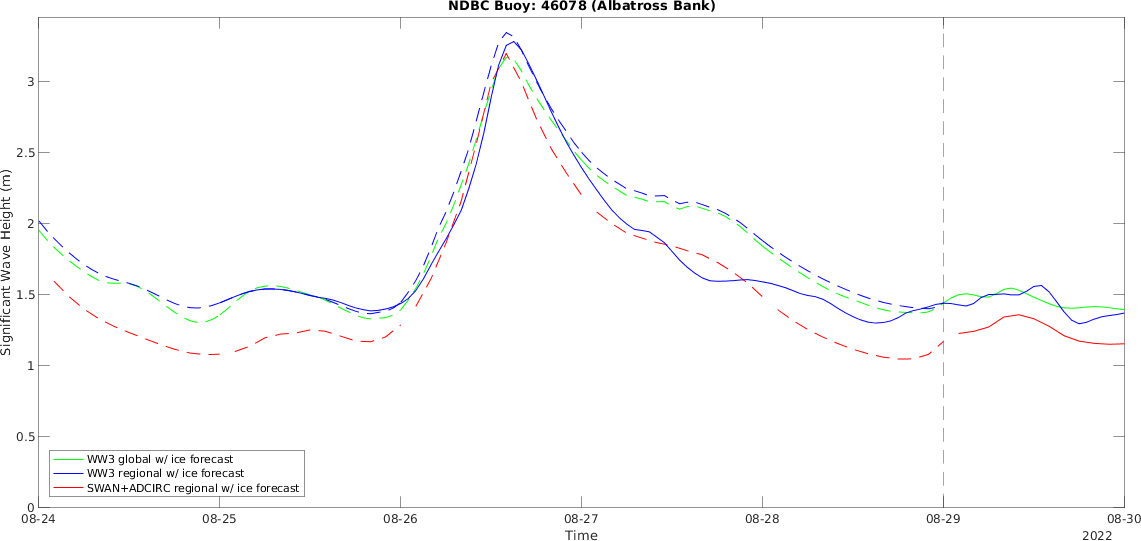 NDBC Buoy: 46078 (Albatross Bank)
Significant Wave Height (m)
3
2.5
2
1.5
1
0.5
0
WW3 global w/ ice forecast
WW3 regional w/ ice forecast
SWAN+ADCIRC regional w/ ice forecast
08-24 08-25 08-26 08-27 08-28 08-29 08-30
Time
2022